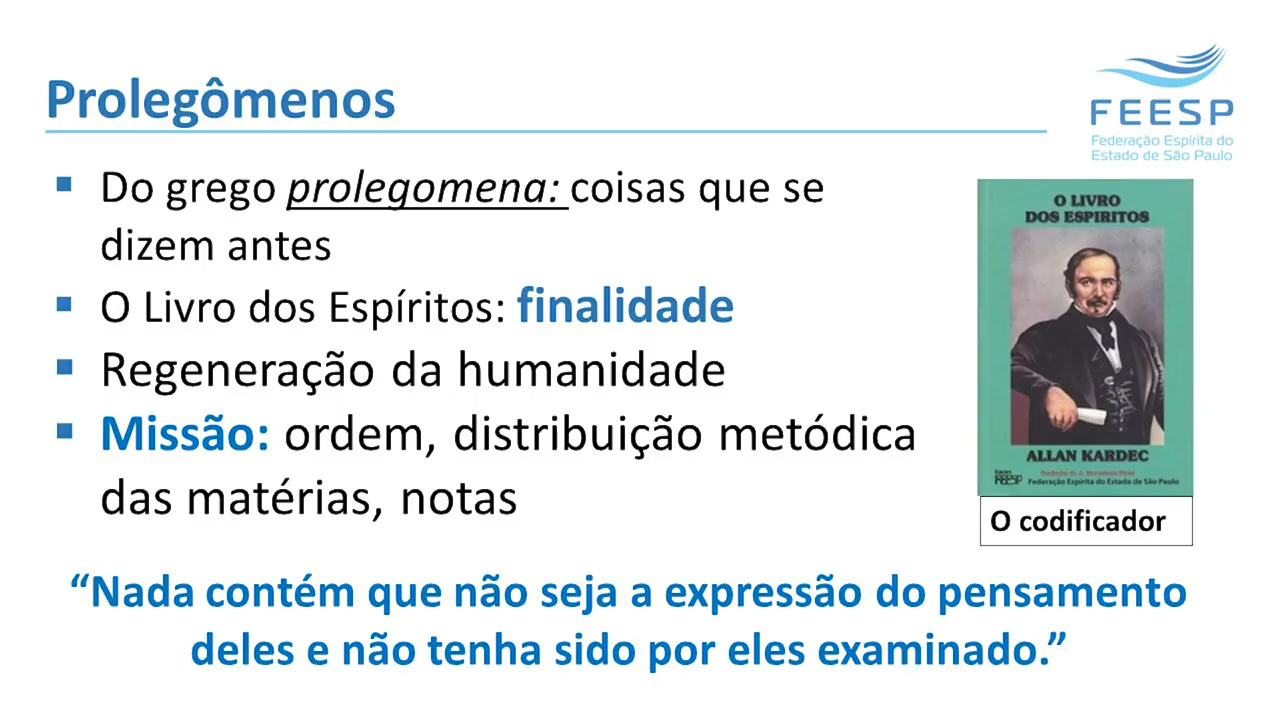 Prolegômenos
FEESP
Federação Espírita do
Estado de São Paulo
Do grego prolegomena: coisas que se
dizem antes
O Livro dos Espíritos: finalidade
Regeneração da humanidade
Missão: ordem, distribuição metódica
das matérias, notas
O LIVRO
DOS ESPIRITOS
ALLAN KARDEC
FEESP Federação Espírita do Estado de São Paulo
O codificador
“Nada contém que não seja a expressão do pensamento
deles e não tenha sido por eles examinado.”